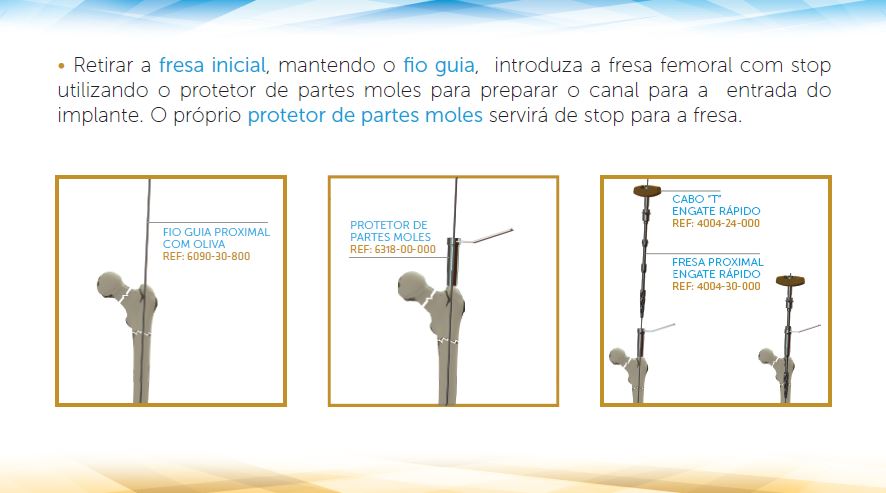 • Retirar a fresa inicial, mantendo o fio guia, introduza a fresa femoral com stop
utilizando o protetor de partes moles para preparar o canal para a entrada do
implante. O próprio protetor de partes moles servirá de stop para a fresa.
FIO GUIA PROXIMAL
COM OLIVA
REF: 6090-30-800
PROTETOR DE
PARTES MOLES
REF: 6318-00-000
CABO "T"
ENGATE RÁPIDO
REF: 4004-24-000
FRESA PROXIMAL
ENGATE RÁPIDO
REF: 4004-30-000